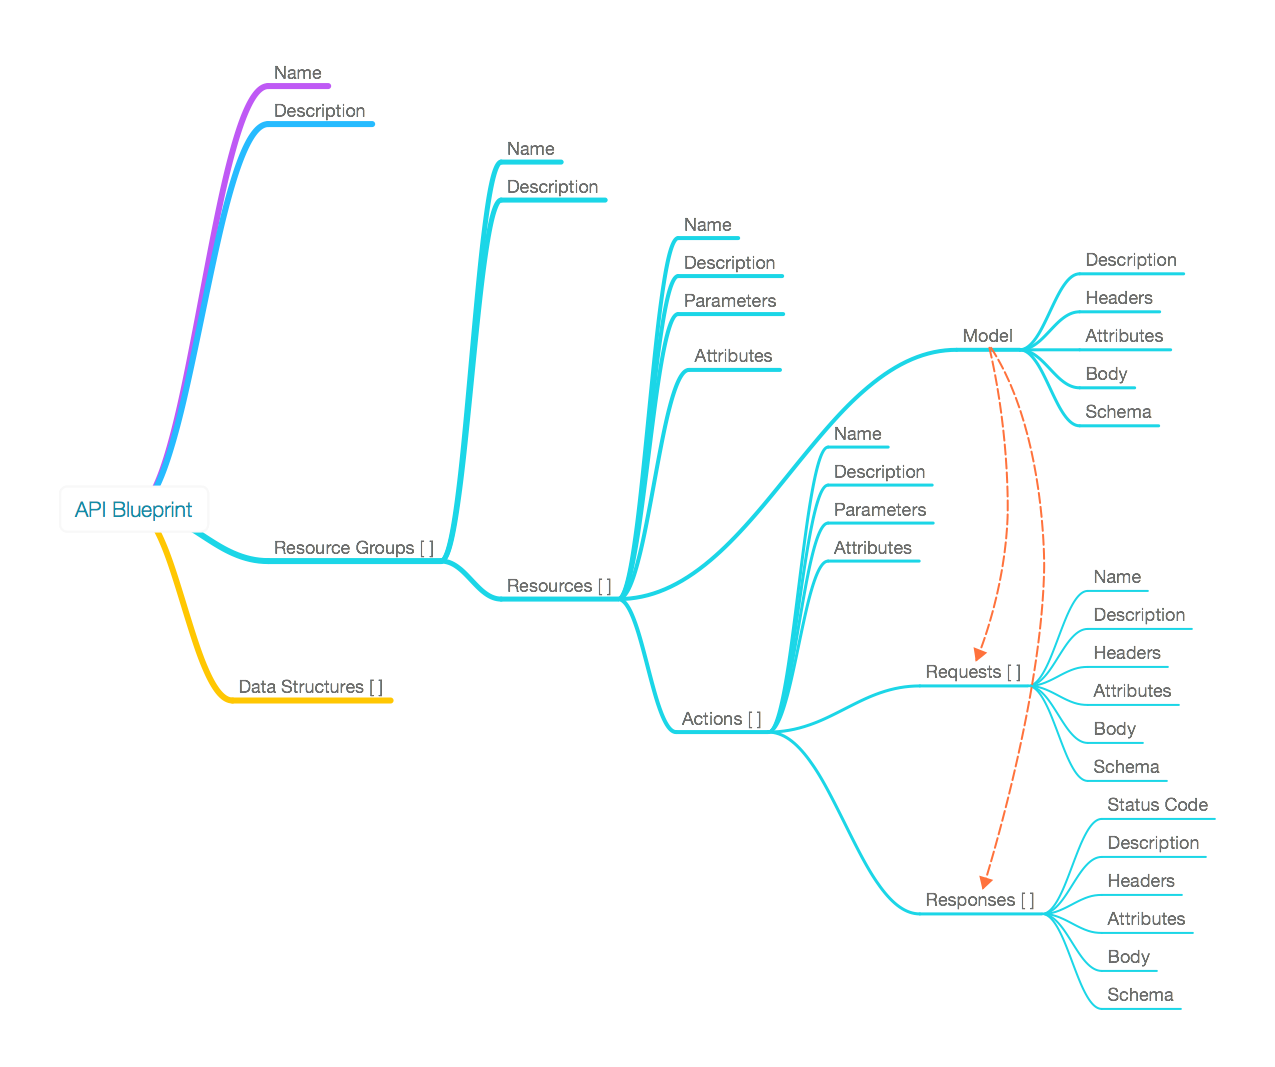 Name
Description
Name
Description
Name
Description
Parameters
Attributes
Description
Headers
Model
Attributes
Body
Schema
Name
Description
Parameters
Attributes
API Blueprint
Resource Groups [ ]
Resources [ ]
Data Structures [ ]
Actions [ ]
Requests [ ]
Name
Description
Headers
Attributes
Body
Schema
Responses [ ]
Status Code
Description
Headers
Attributes
Body
Schema